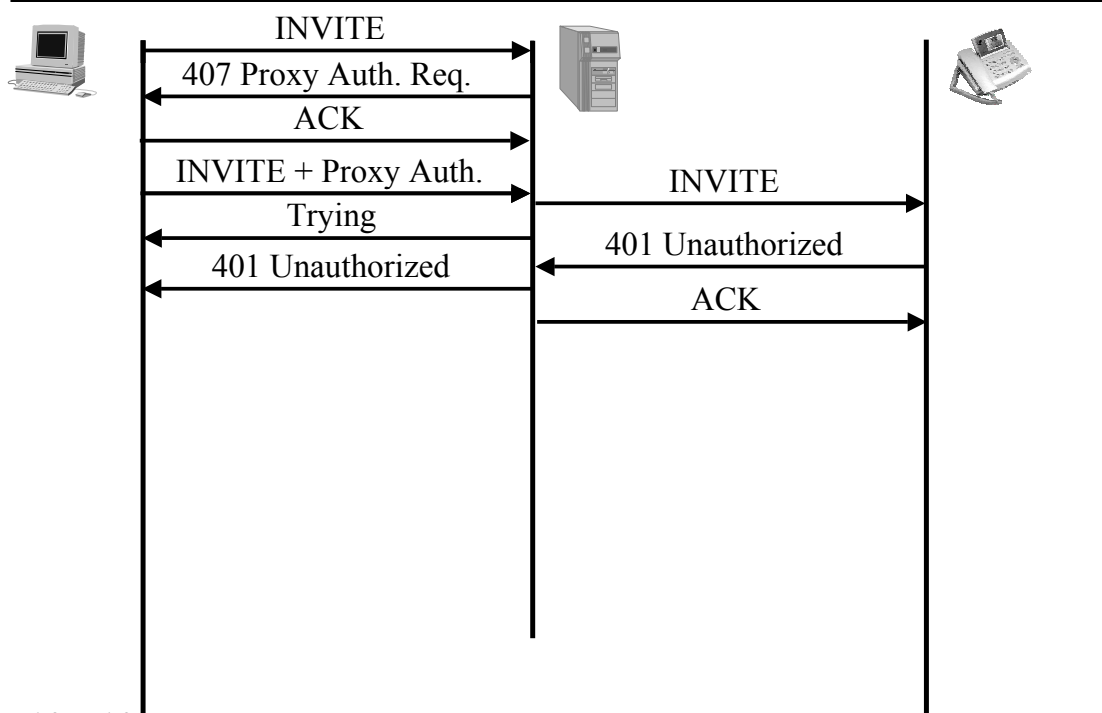 INVITE
407 Proxy Auth. Req.
ACK
INVITE + Proxy Auth.
INVITE
Trying
401 Unauthorized
401 Unauthorized
ACK